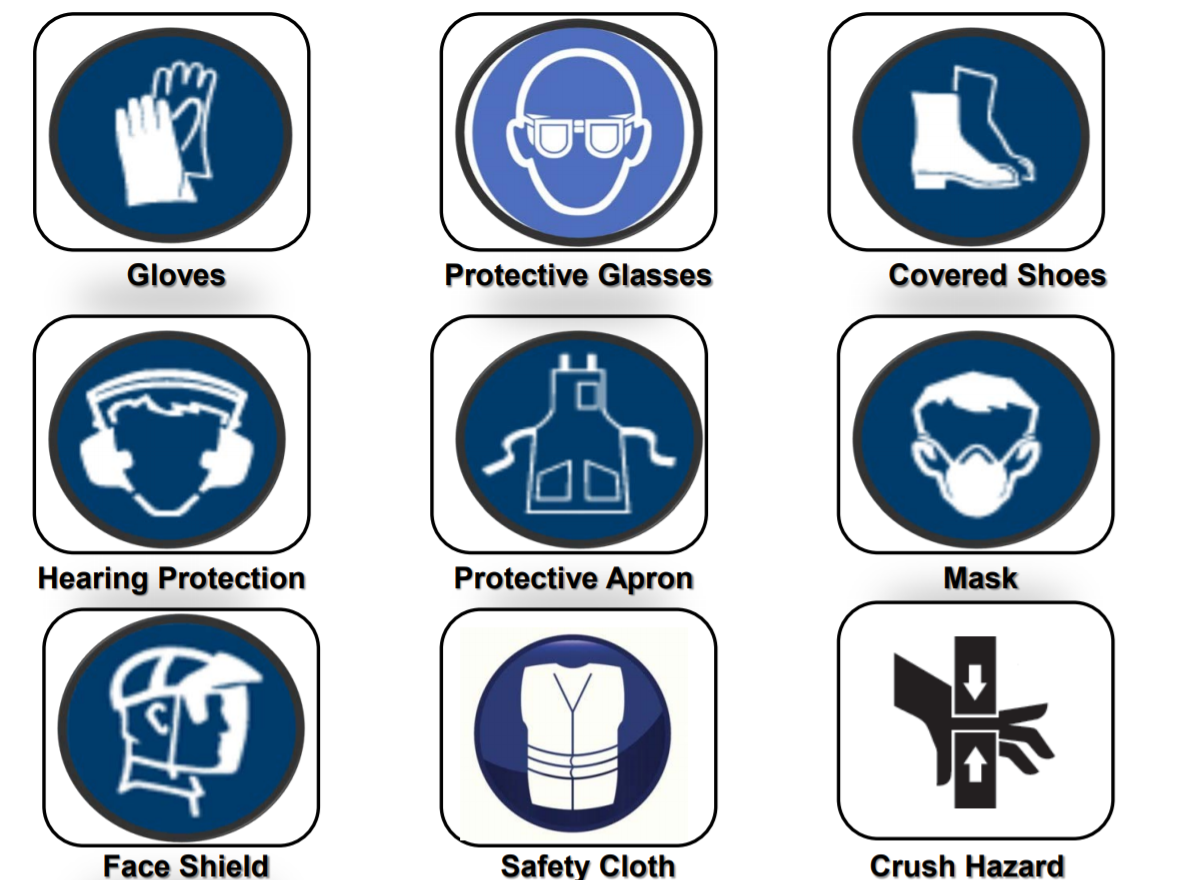 Gloves
Protective Glasses
Covered Shoes
Hearing Protection
Protective Apron
Mask
Face Shield
Safety Cloth
Crush Hazard